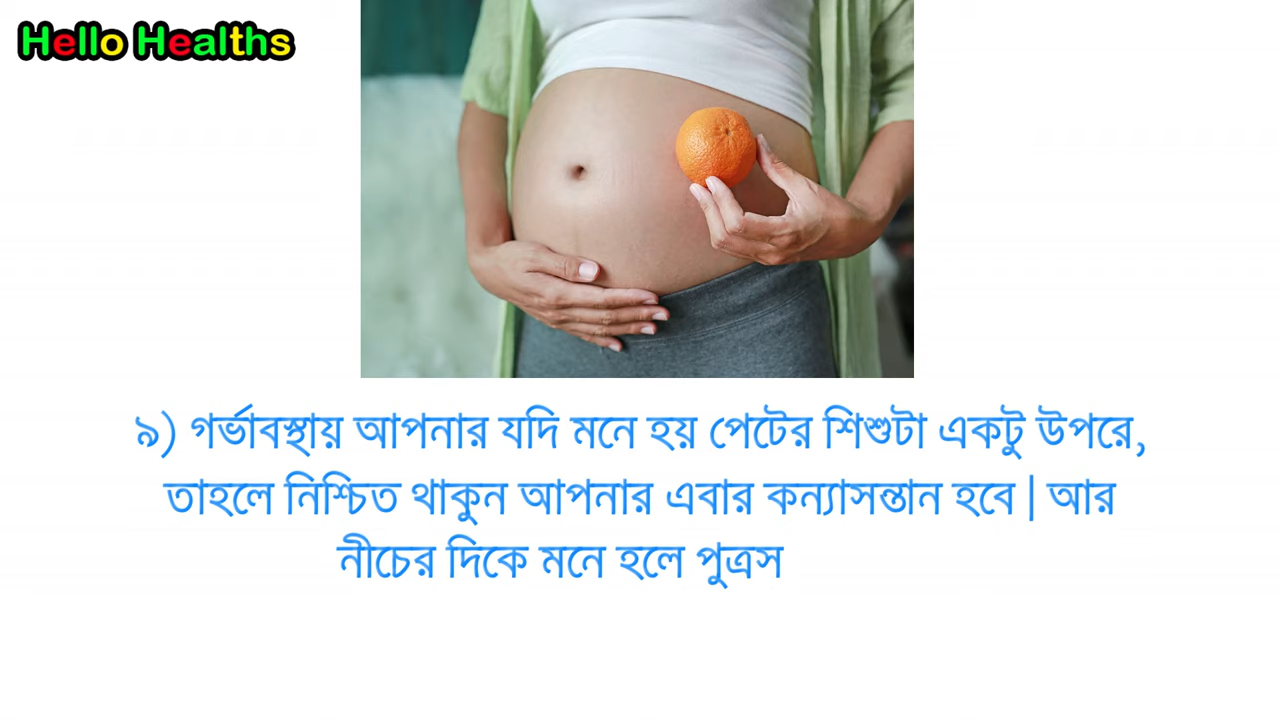 Hello Healths
৯) গর্ভাবস্থায় আপনার যদি মনে হয় পেটের শিশুটা একটু উপরে,
তাহলে নিশ্চিত থাকুন আপনার এবার কন্যাসন্তান হবে | আর
নীচের দিকে মনে হলে পুত্রস